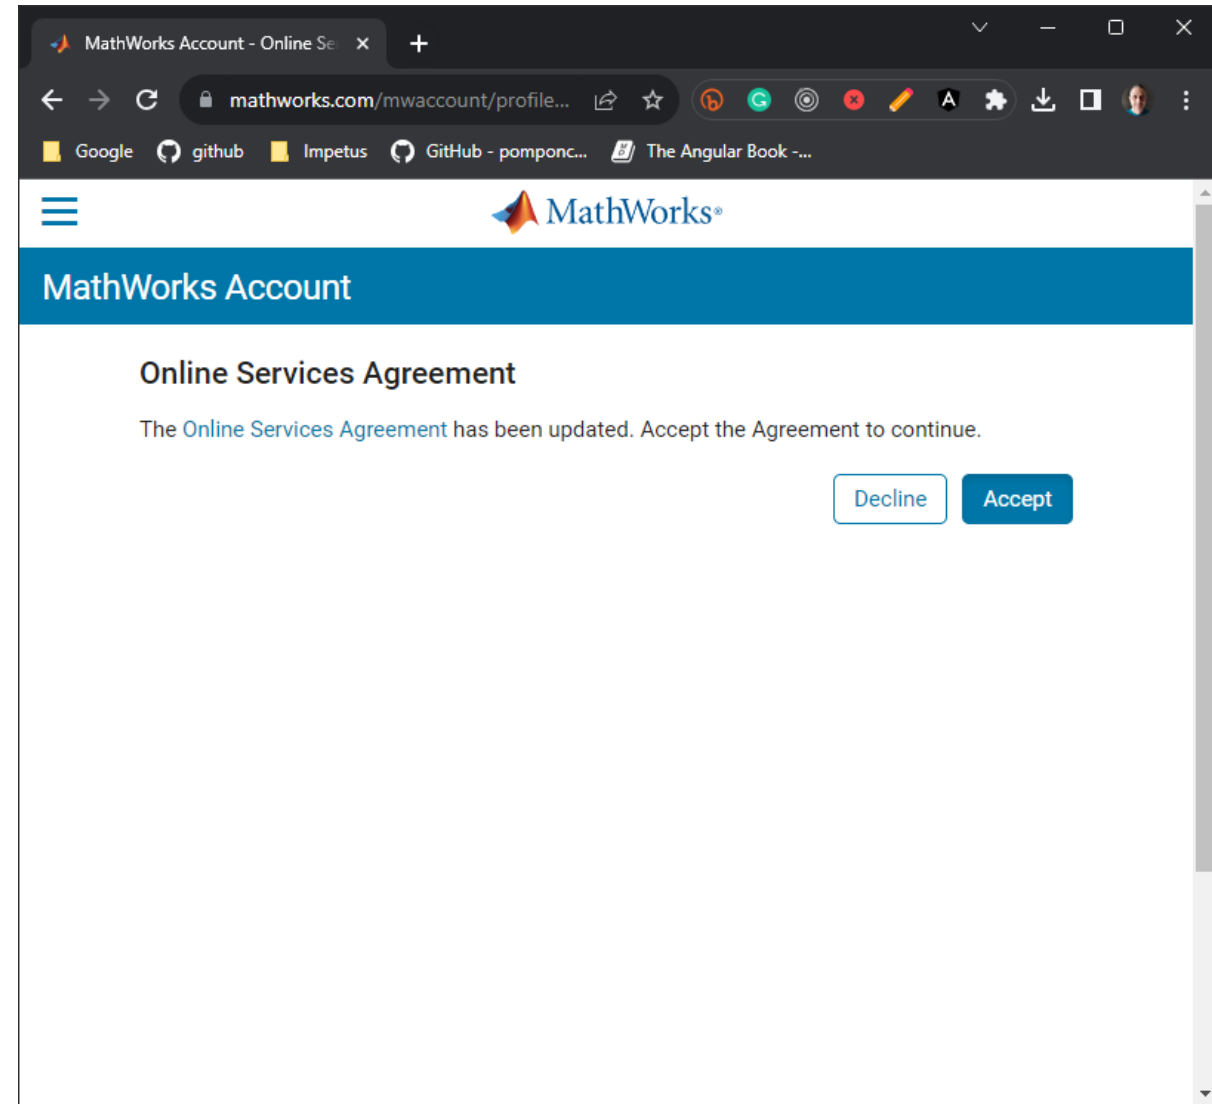 MathWorks Account - Online Se
mathworks.com/mwaccount/profile...
Google github Impetus GitHub - pomponc... The Angular Book -...
MathWorks®
MathWorks Account
Online Services Agreement
The Online Services Agreement has been updated. Accept the Agreement to continue.
Decline Accept